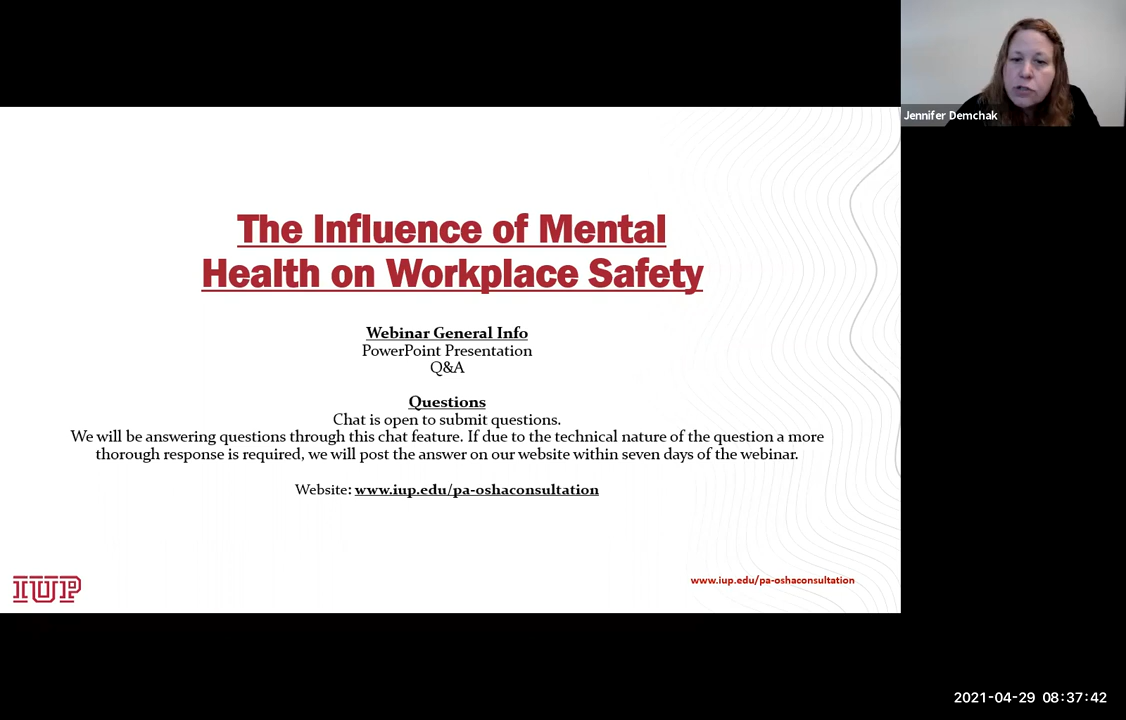 Jennifer Demchak
The Influence of Mental
Health on Workplace Safety
Webinar General Info
PowerPoint Presentation
Q&A
Questions
Chat is open to submit questions.
We will be answering questions through this chat feature. If due to the technical nature of the question a more
thorough response is required, we will post the answer on our website within seven days of the webinar.
Website: www.iup.edu/pa-oshaconsultation
IUP
www.iup.edu/pa-oshaconsultation
2021-04-29 08:37:42